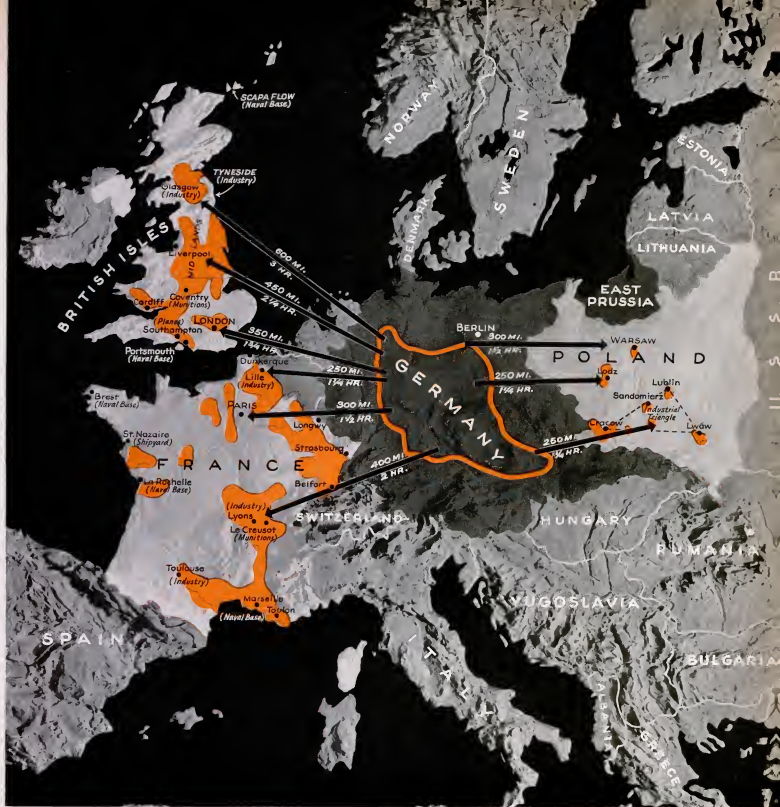 SCAPA FLOW
(Naval Base)
NORWAY
SWEDEN
ESTONIA
LATVIA
LITHUANIA
DENMARK
TYNESIDE
(Industry)
Glasgow
(Industry)
BRITISH ISLES
MIDLANDS
Liverpool
Coventry
(Munitions)
Cardiff
(Planes)
LONDON
Southampton
Portsmouth
(Naval Base)
600 MI.
3 HR.
450 MI.
2¼ HR.
350 MI.
1¾ HR.
250 MI.
1¼ HR.
300 MI.
1½ HR.
400 MI.
2 HR.
GERMANY
BERLIN
300 MI.
1½ HR.
250 MI.
1¼ HR.
250 MI.
1¼ HR.
EAST
PRUSSIA
WARSAW
POLAND
Lodz
Lublin
Sandomierz
Industrial
Triangle
Cracow
Lwów
USSR
Dunkerque
Lille
(Industry)
Brest
(Naval Base)
PARIS
Longwy
St. Nazaire
(Shipyard)
Strasbourg
FRANCE
Belfort
La Rochelle
(Naval Base)
(Industry)
Lyons
Le Creusot
(Munitions)
SWITZERLAND
HUNGARY
RUMANIA
Toulouse
(Industry)
Marseille
(Naval Base)
Toulon
YUGOSLAVIA
SPAIN
ITALY
BULGARIA
ALBANIA
GREECE